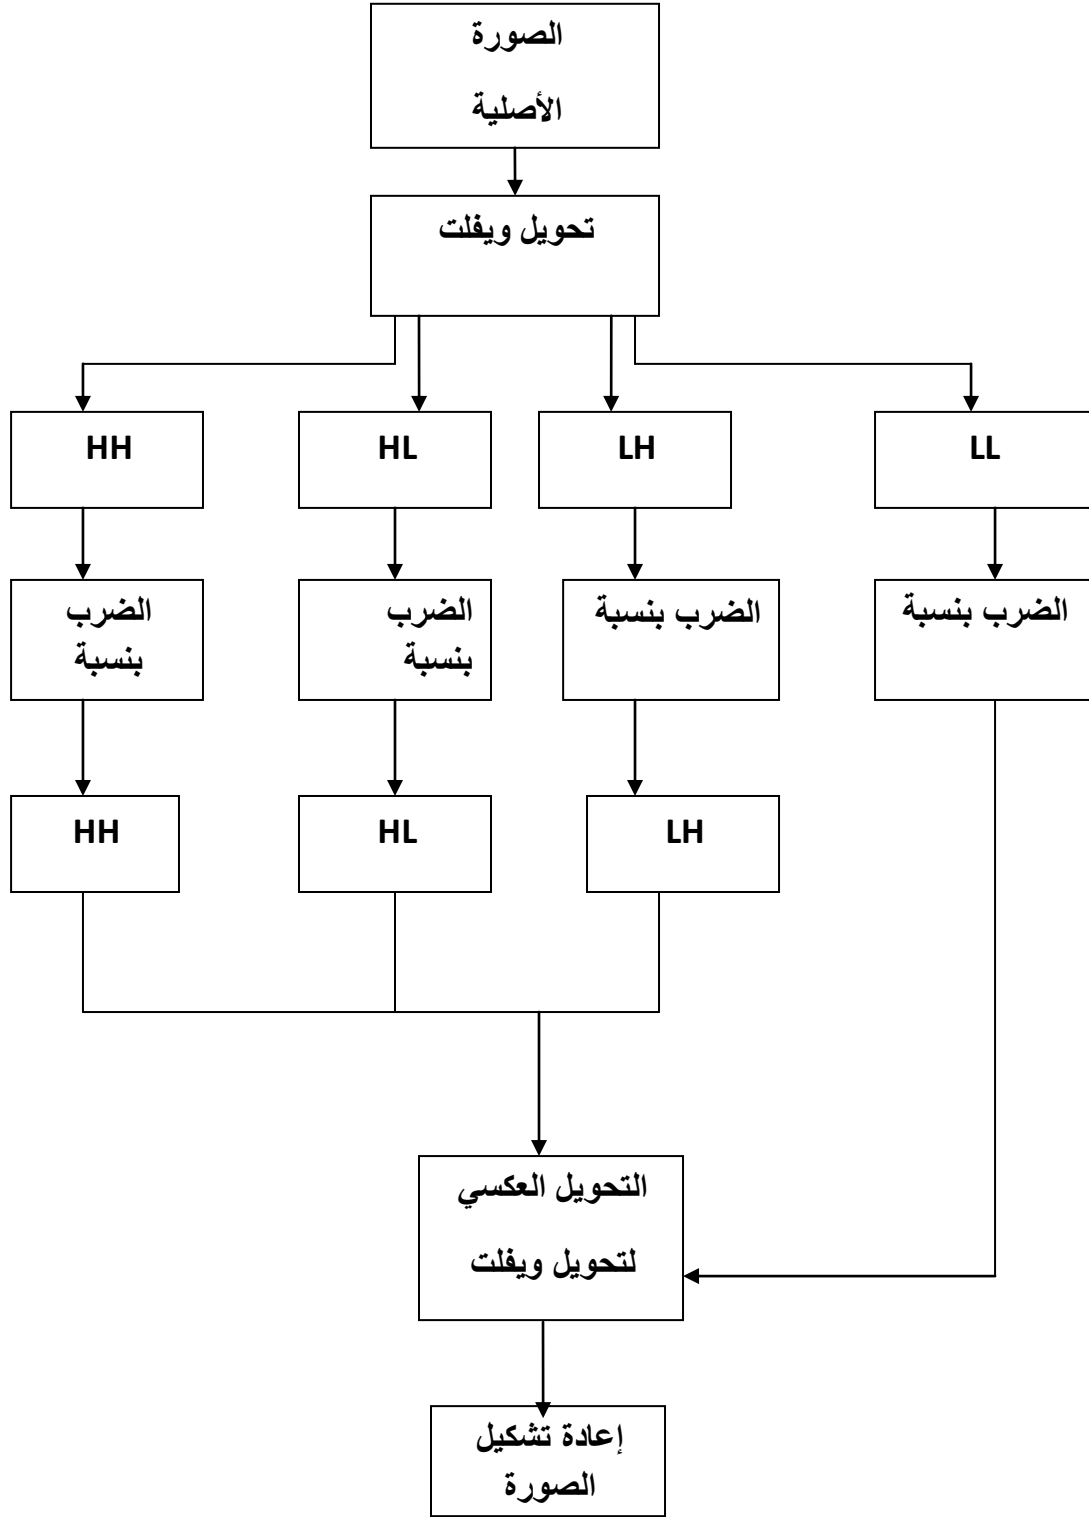 الصورة
الأصلية
تحويل ويفلت
HH
HL
LH
LL
الضرب
بنسبة
الضرب
بنسبة
الضرب بنسبة
الضرب بنسبة
HH
HL
LH
التحويل العكسي
لتحويل ويفلت
إعادة تشكيل
الصورة